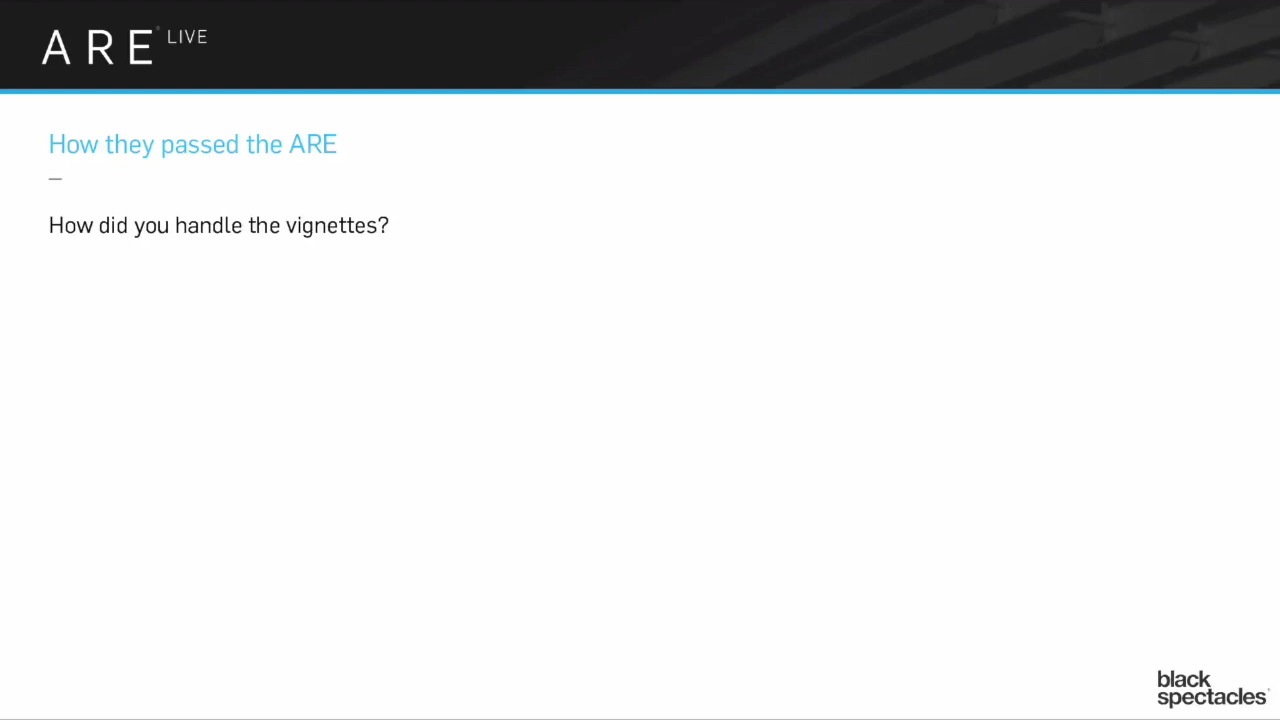 ARE® LIVE
How they passed the ARE
–
How did you handle the vignettes?
black
spectacles®